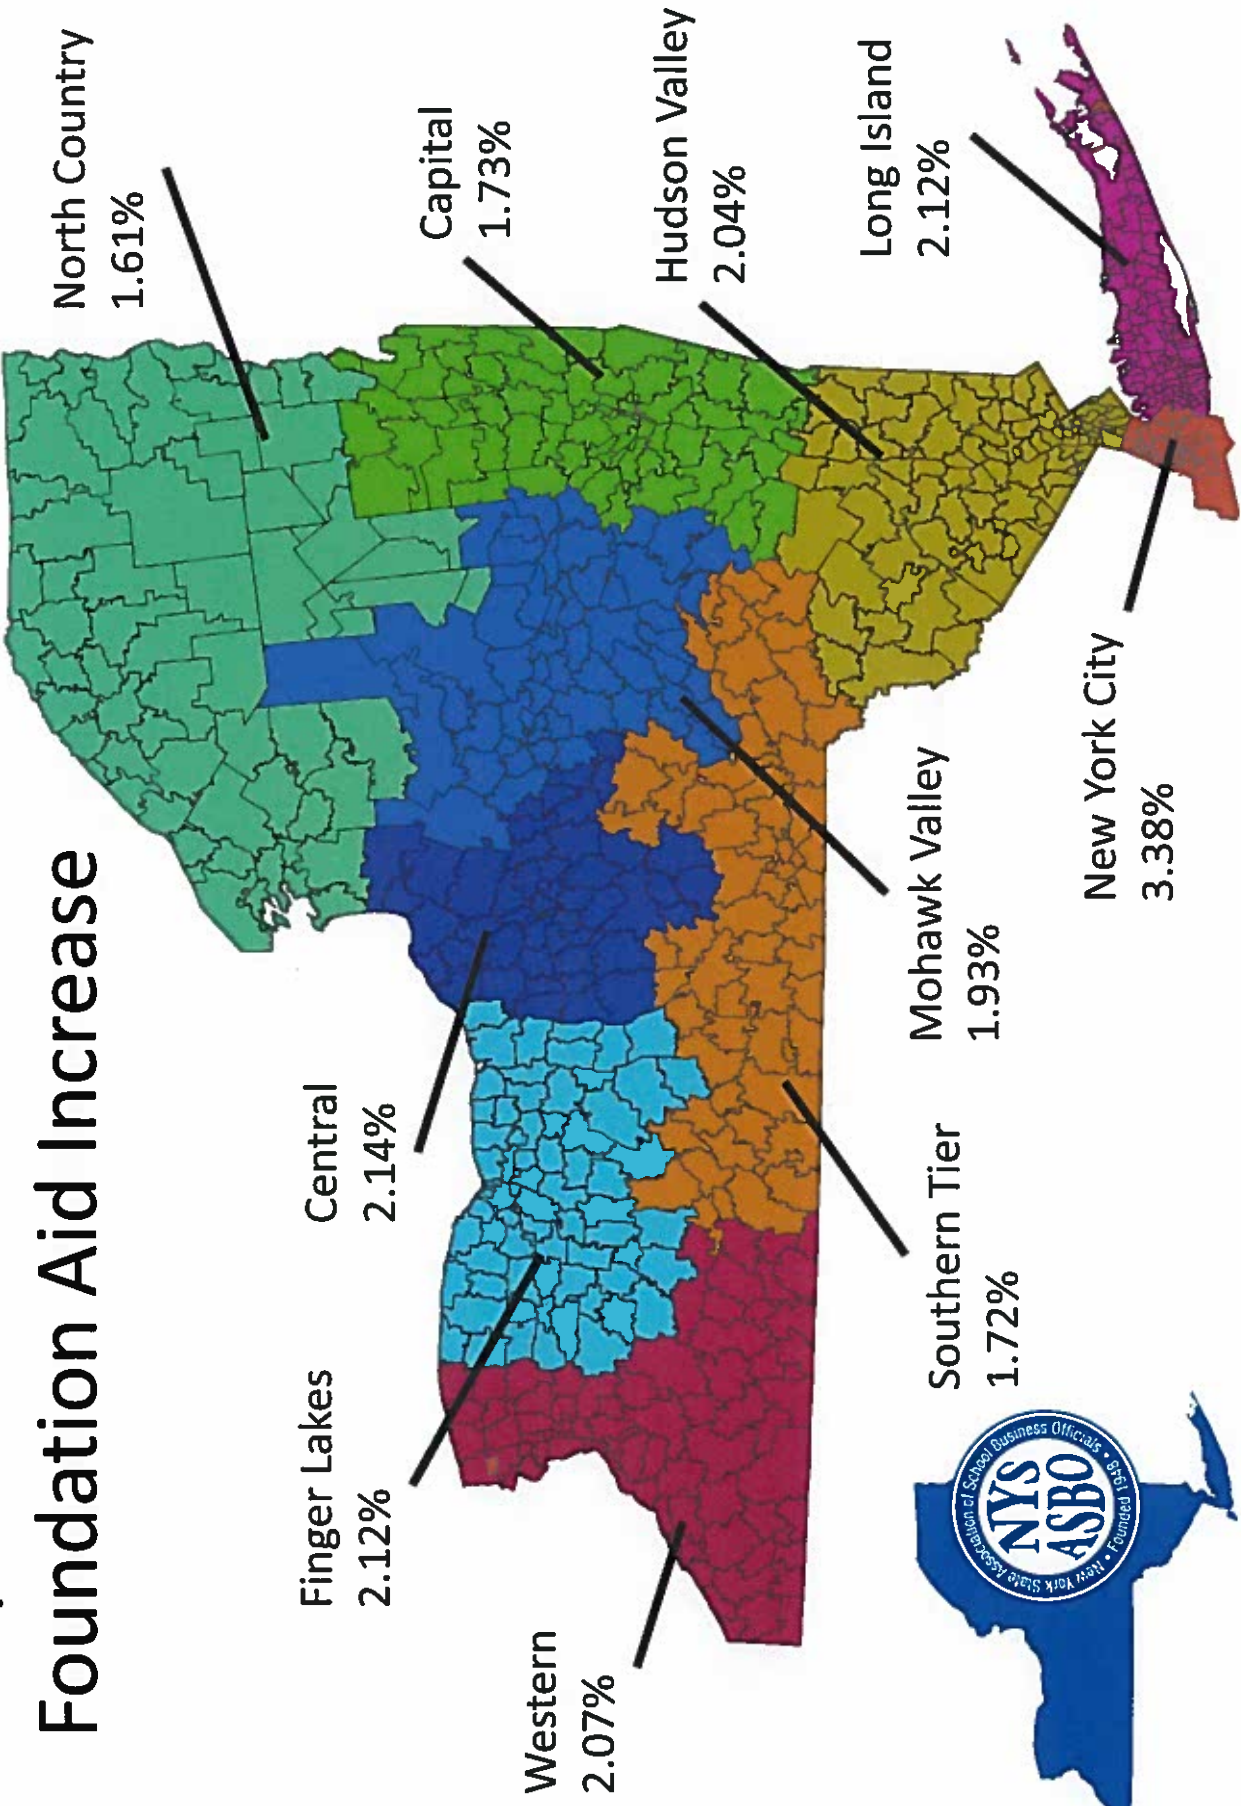 Foundation Aid Increase
North Country
1.61%
Capital
1.73%
Hudson Valley
2.04%
Long Island
2.12%
Central
2.14%
Finger Lakes
2.12%
Western
2.07%
Southern Tier
1.72%
Mohawk Valley
1.93%
New York City
3.38%
New York State Association of School Business Officials • Founded 1948 •
NYS
ASBO